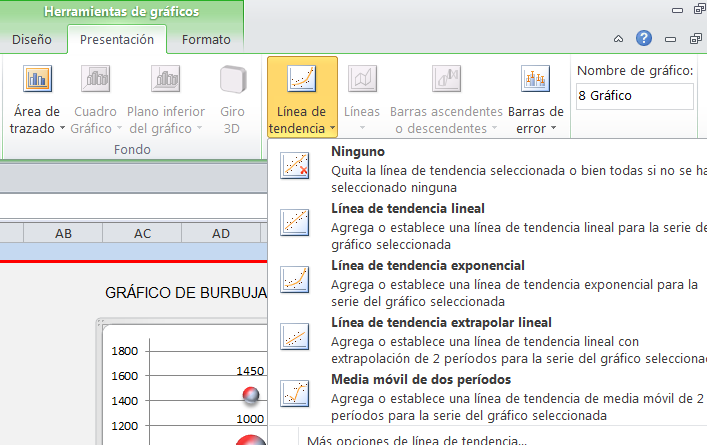 Herramientas de gráficos
Diseño Presentación Formato
Área de trazado
Cuadro Gráfico
Plano inferior del gráfico
Giro 3D
Fondo
Línea de tendencia
Líneas
Barras ascendentes o descendentes
Barras de error
Nombre de gráfico:
8 Gráfico
Ninguno
Quita la línea de tendencia seleccionada o bien todas si no se ha
seleccionado ninguna
Línea de tendencia lineal
Agrega o establece una línea de tendencia lineal para la serie de
gráfico seleccionada
Línea de tendencia exponencial
Agrega o establece una línea de tendencia exponencial para la
serie del gráfico seleccionada
Línea de tendencia extrapolar lineal
Agrega o establece una línea de tendencia lineal con
extrapolación de 2 períodos para la serie del gráfico selecciona
Media móvil de dos períodos
Agrega o establece una línea de tendencia de media móvil de 2
períodos para la serie del gráfico seleccionada
Más opciones de línea de tendencia...
AB AC AD
GRÁFICO DE BURBUJA
1800
1600
1400
1200
1450
1000